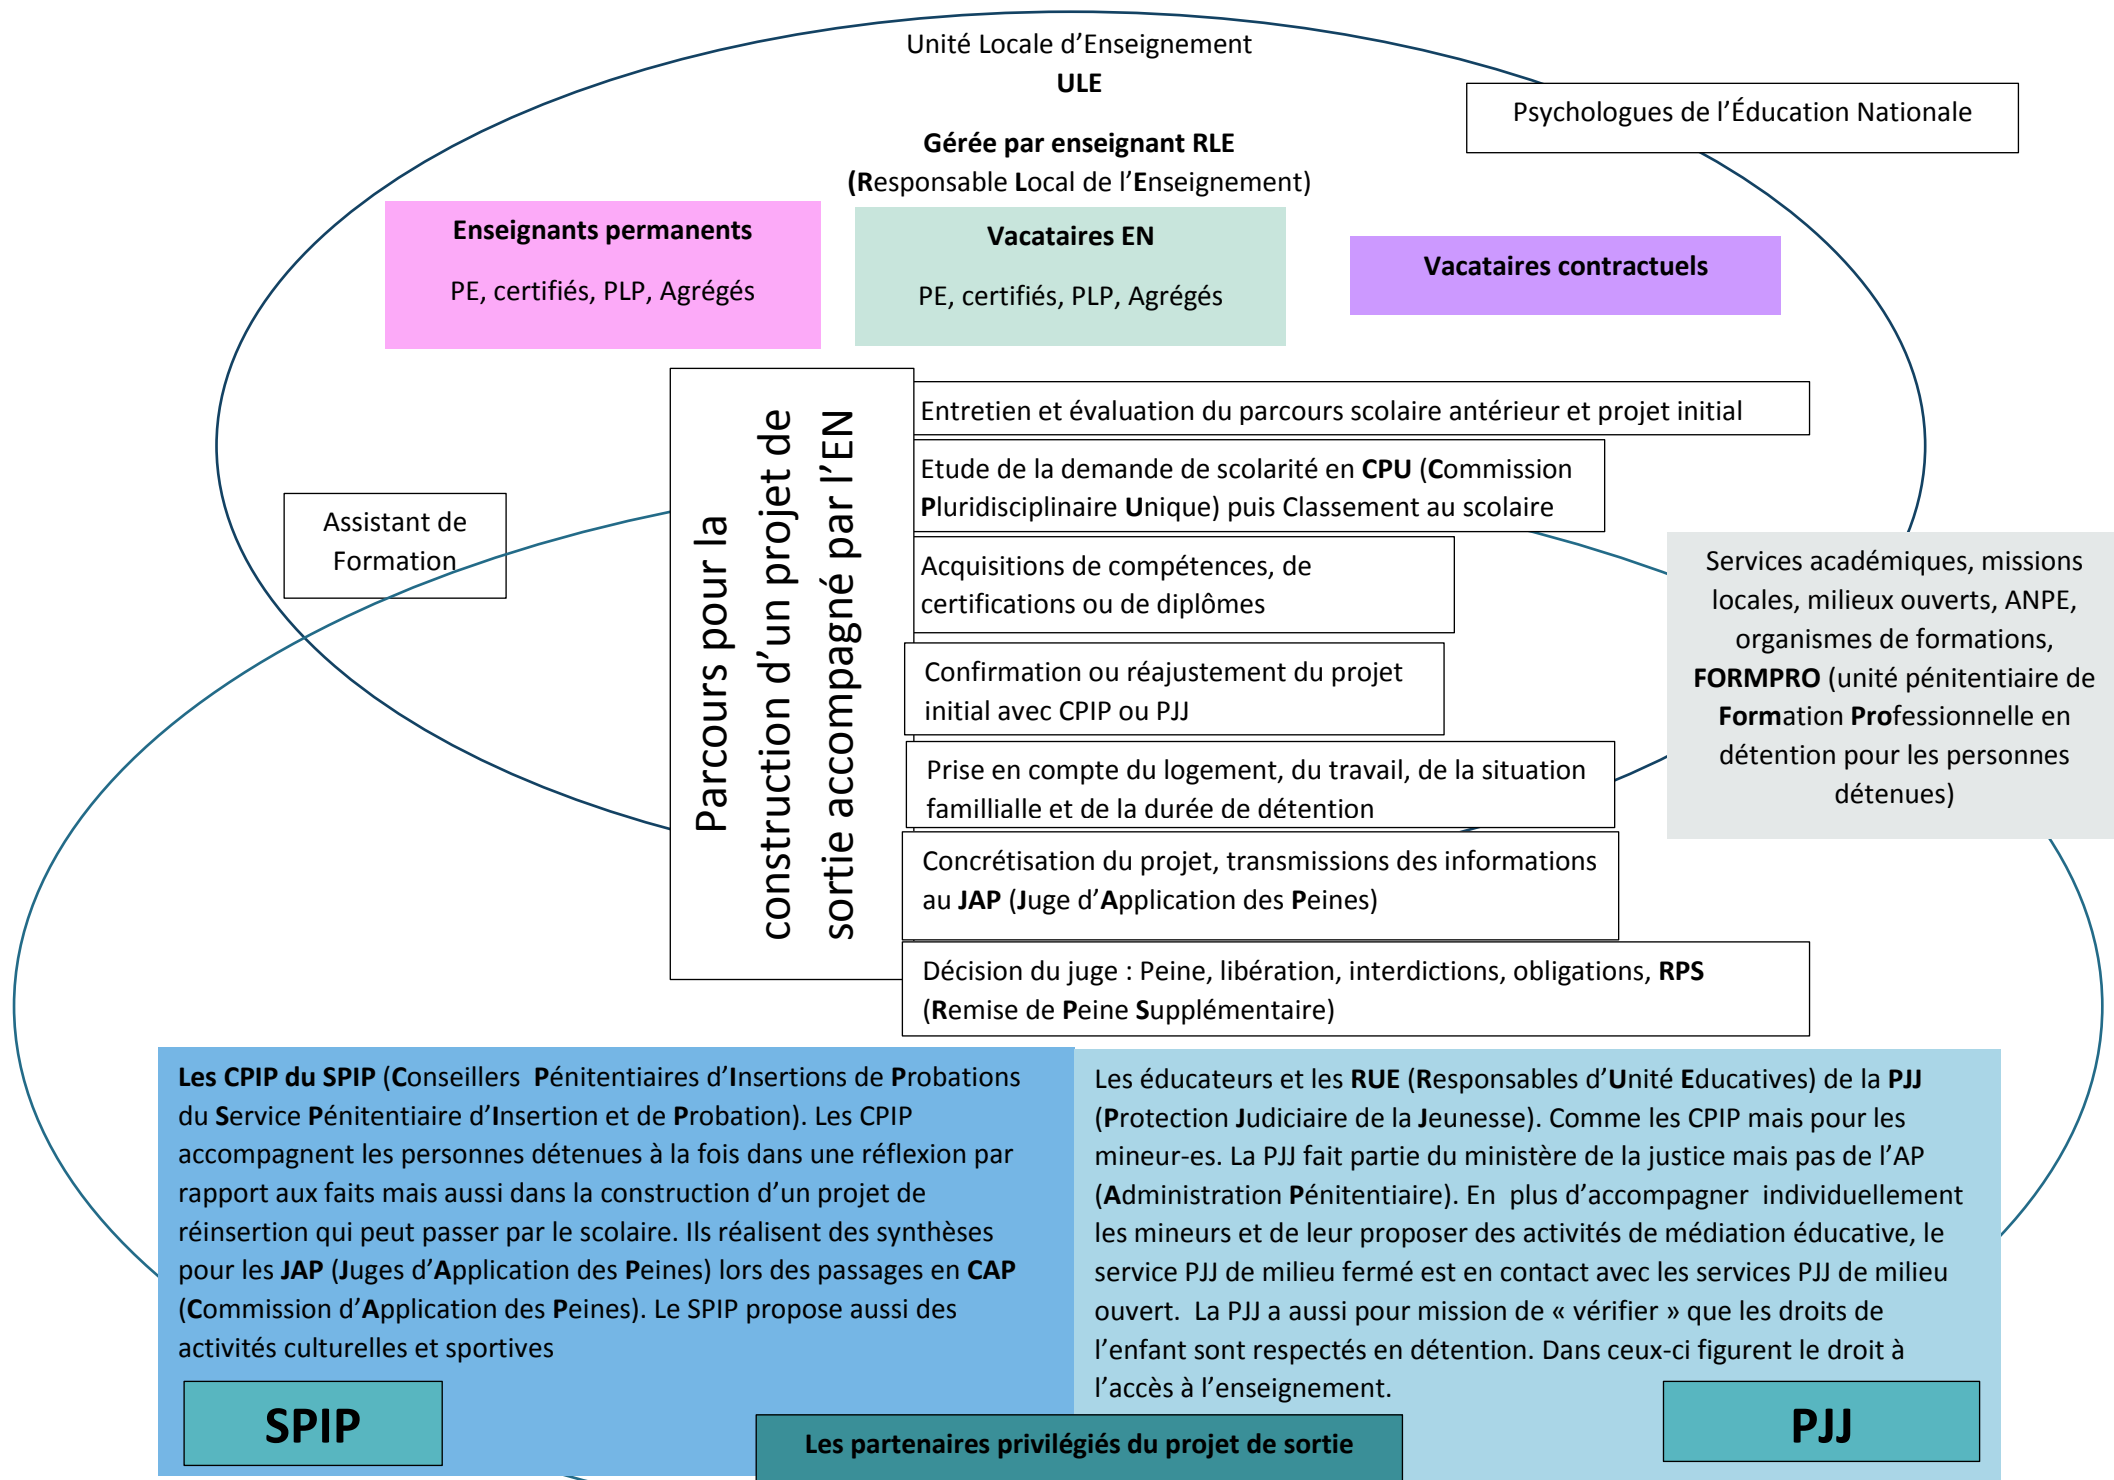 Unité Locale d’Enseignement
ULE
Psychologues de l’Éducation Nationale
Gérée par enseignant RLE
(Responsable Local de l’Enseignement)
Enseignants permanents
PE, certifiés, PLP, Agrégés
Vacataires EN
PE, certifiés, PLP, Agrégés
Vacataires contractuels
Parcours pour la
construction d’un projet de
sortie accompagné par l’EN
Entretien et évaluation du parcours scolaire antérieur et projet initial
Etude de la demande de scolarité en CPU (Commission
Pluridisciplinaire Unique) puis Classement au scolaire
Assistant de
Formation
Acquisitions de compétences, de
certifications ou de diplômes
Confirmation ou réajustement du projet
initial avec CPIP ou PJJ
Prise en compte du logement, du travail, de la situation
famillialle et de la durée de détention
Concrétisation du projet, transmissions des informations
au JAP (Juge d’Application des Peines)
Décision du juge : Peine, libération, interdictions, obligations, RPS
(Remise de Peine Supplémentaire)
Services académiques, missions
locales, milieux ouverts, ANPE,
organismes de formations,
FORMPRO (unité pénitentiaire de
Formation Professionnelle en
détention pour les personnes
détenues)
Les CPIP du SPIP (Conseillers  Pénitentiaires d’Insertions de Probations
du Service Pénitentiaire d’Insertion et de Probation). Les CPIP
accompagnent les personnes détenues à la fois dans une réflexion par
rapport aux faits mais aussi dans la construction d’un projet de
réinsertion qui peut passer par le scolaire. Ils réalisent des synthèses
pour les JAP (Juges d’Application des Peines) lors des passages en CAP
(Commission d’Application des Peines). Le SPIP propose aussi des
activités culturelles et sportives
SPIP
Les éducateurs et les RUE (Responsables d’Unité Educatives) de la PJJ
(Protection Judiciaire de la Jeunesse). Comme les CPIP mais pour les
mineur-es. La PJJ fait partie du ministère de la justice mais pas de l’AP
(Administration Pénitentiaire). En  plus d’accompagner  individuellement
les mineurs et de leur proposer des activités de médiation éducative, le
service PJJ de milieu fermé est en contact avec les services PJJ de milieu
ouvert.  La PJJ a aussi pour mission de « vérifier » que les droits de
l’enfant sont respectés en détention. Dans ceux-ci figurent le droit à
l’accès à l’enseignement.
PJJ
Les partenaires privilégiés du projet de sortie